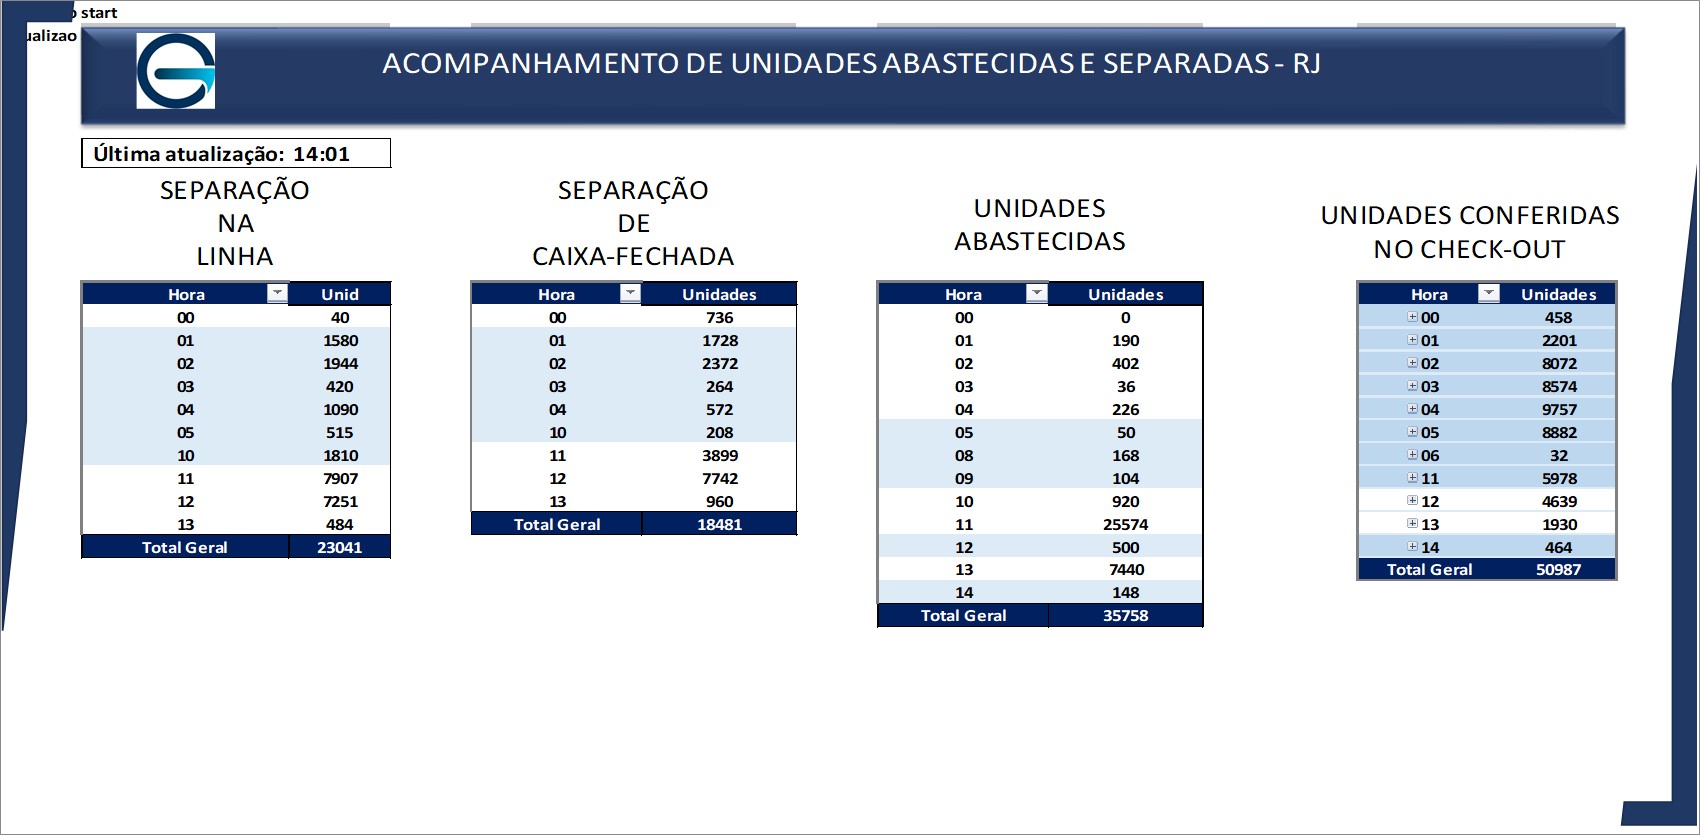 start
ACOMPANHAMENTO DE UNIDADES ABASTECIDAS E SEPARADAS - RJ
Última atualização: 14:01
SEPARAÇÃO
NA
LINHA
Hora Unid
00 40
01 1580
02 1944
03 420
04 1090
05 515
10 1810
11 7907
12 7251
13 484
Total Geral 23041
SEPARAÇÃO
DE
CAIXA-FECHADA
Hora Unidades
00 736
01 1728
02 2372
03 264
04 572
10 208
11 3899
12 7742
13 960
Total Geral 18481
UNIDADES
ABASTECIDAS
Hora Unidades
00 0
01 190
02 402
03 36
04 226
05 50
08 168
09 104
10 920
11 25574
12 500
13 7440
14 148
Total Geral 35758
UNIDADES CONFERIDAS
NO CHECK-OUT
Hora Unidades
00 458
01 2201
02 8072
03 8574
04 9757
05 8882
06 32
11 5978
12 4639
13 1930
14 464
Total Geral 50987